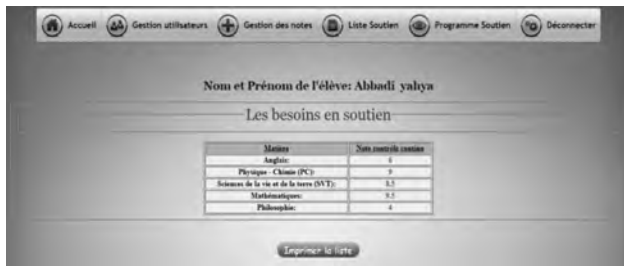 Accueil Gestion utilisateurs Gestion des notes Liste Soutien Programme Soutien Déconnecter
Nom et Prénom de l'élève: Abbadi yahya
Les besoins en soutien
Matière Note contrôle continu
Anglais: 6
Physique - Chimie (PC): 9
Sciences de la vie et de la terre (SVT): 8.5
Mathématiques: 9.5
Philosophie: 4
Imprimer la liste